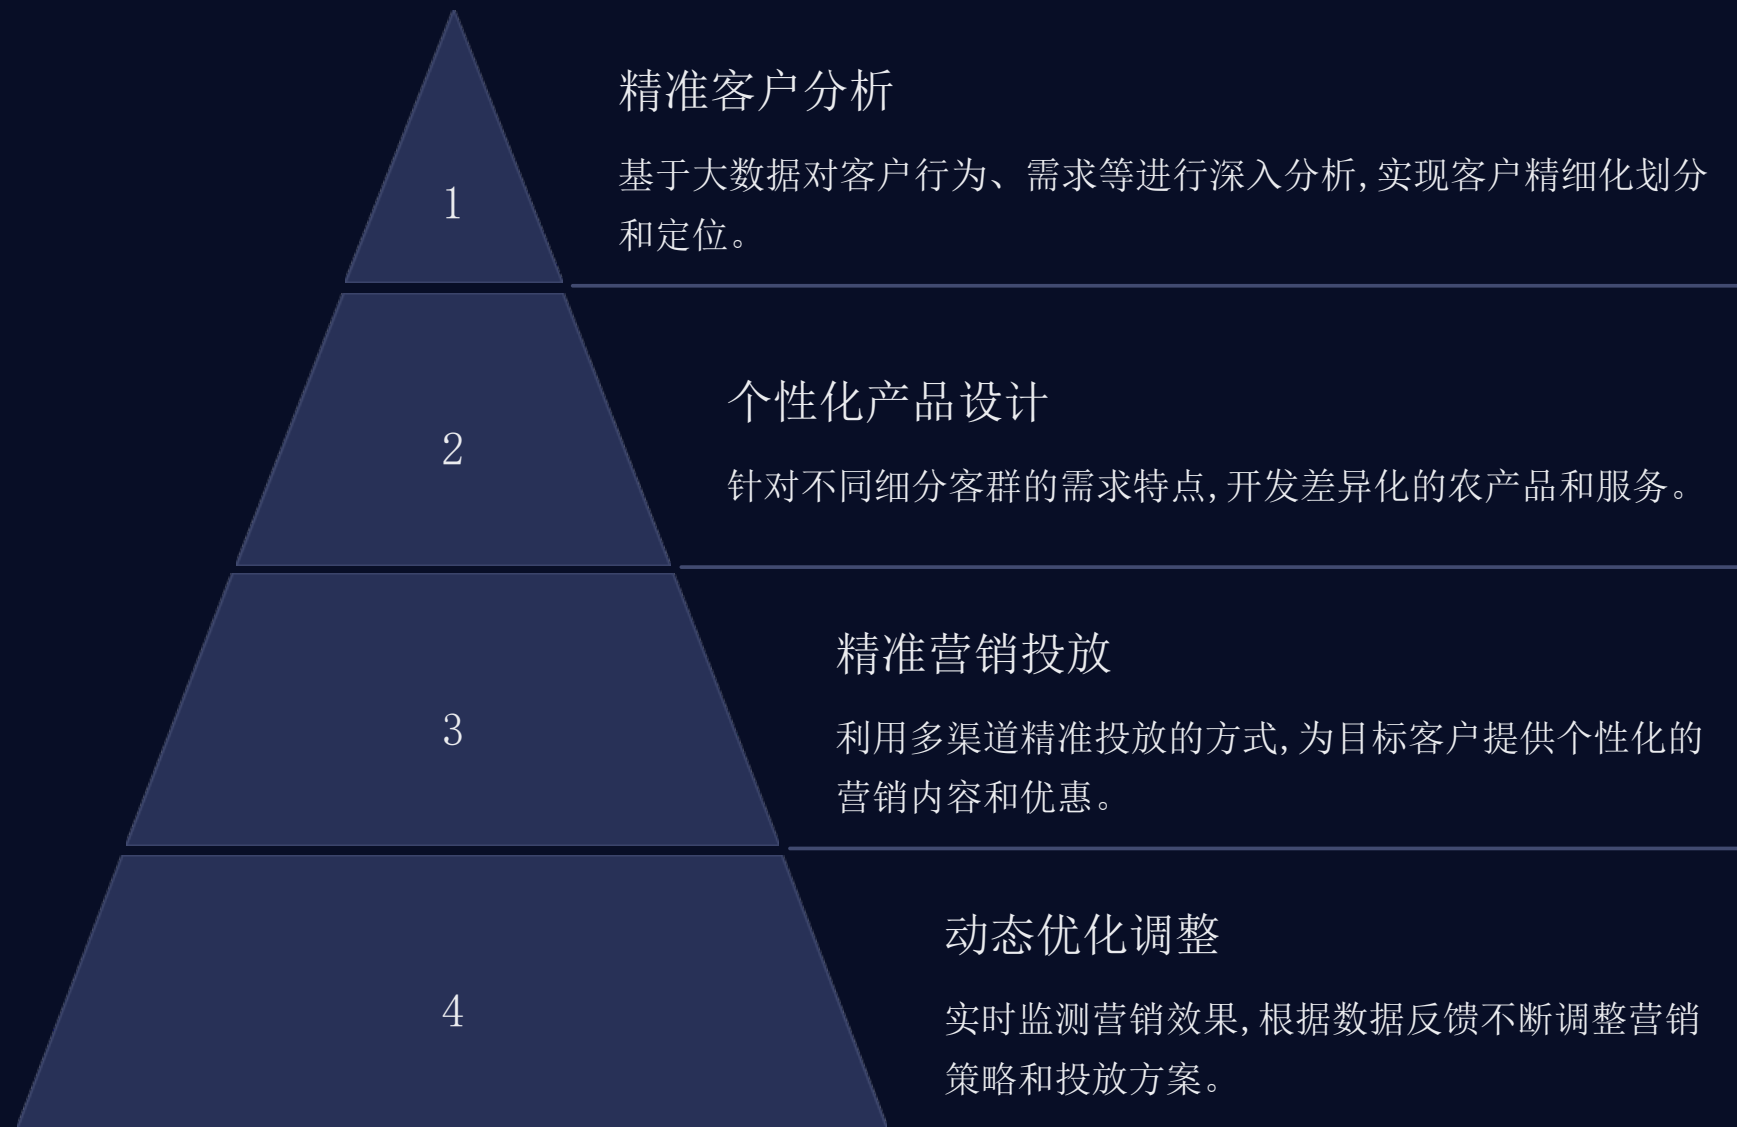 精准客户分析
基于大数据对客户行为、需求等进行深入分析,实现客户精细化划分
和定位。
1
个性化产品设计
2
针对不同细分客群的需求特点,开发差异化的农产品和服务。
精准营销投放
3
利用多渠道精准投放的方式,为目标客户提供个性化的
营销内容和优惠。
动态优化调整
4
实时监测营销效果,根据数据反馈不断调整营销
策略和投放方案。